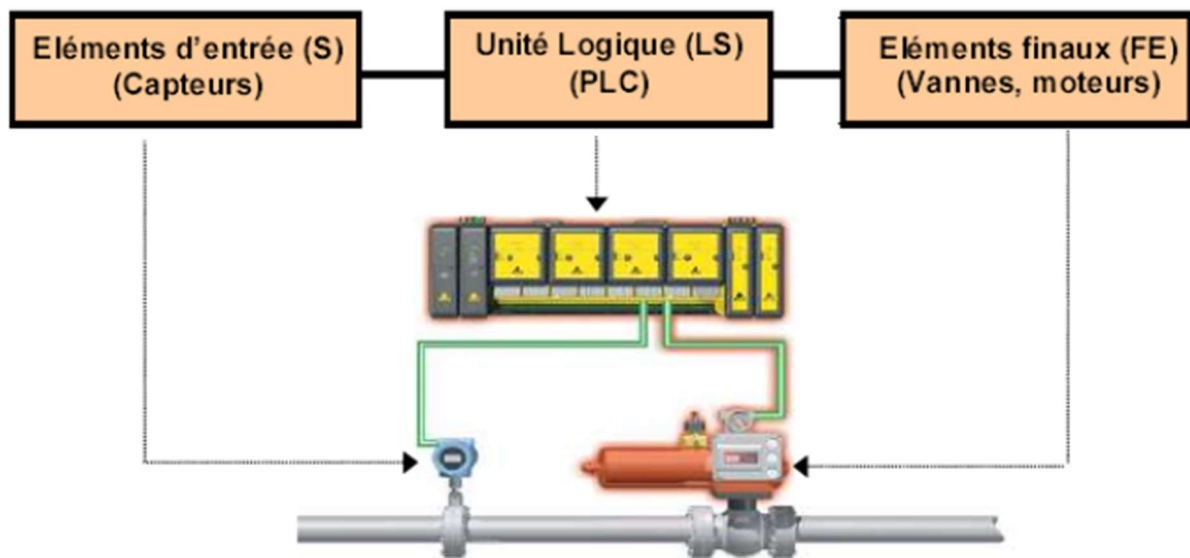 Eléments d'entrée (S)
(Capteurs)
Unité Logique (LS)
(PLC)
Eléments finaux (FE)
(Vannes, moteurs)